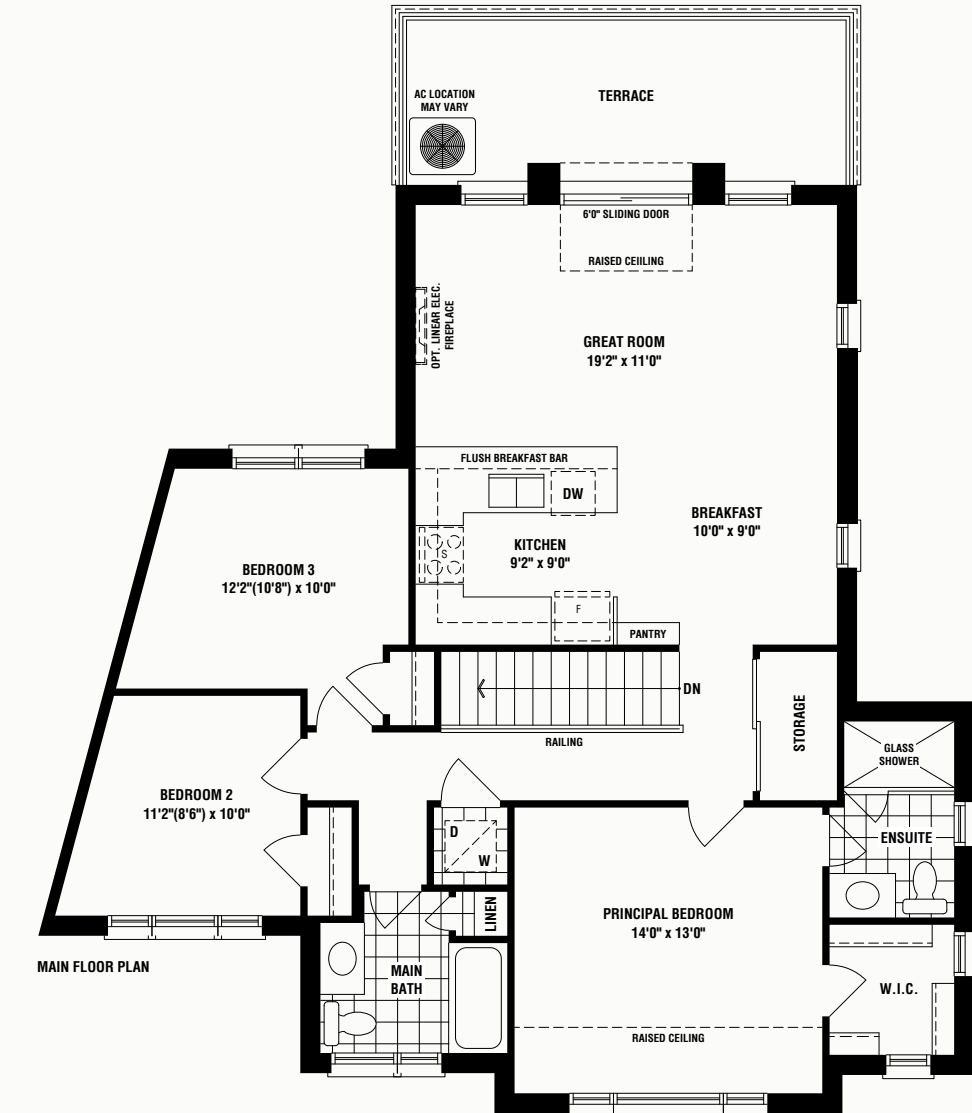 AC LOCATION
MAY VARY
TERRACE
6'0" SLIDING DOOR
RAISED CEIILING
OPT. LINEAR ELEC.
FIREPLACE
GREAT ROOM
19'2" x 11'0"
FLUSH BREAKFAST BAR
DW
BREAKFAST
10'0" x 9'0"
KITCHEN
9'2" x 9'0"
S
BEDROOM 3
12'2"(10'8") x 10'0"
F
PANTRY
DN
RAILING
STORAGE
GLASS
SHOWER
BEDROOM 2
11'2"(8'6") x 10'0"
D
W
ENSUITE
LINEN
PRINCIPAL BEDROOM
14'0" x 13'0"
MAIN FLOOR PLAN
MAIN
BATH
W.I.C.
RAISED CEILING